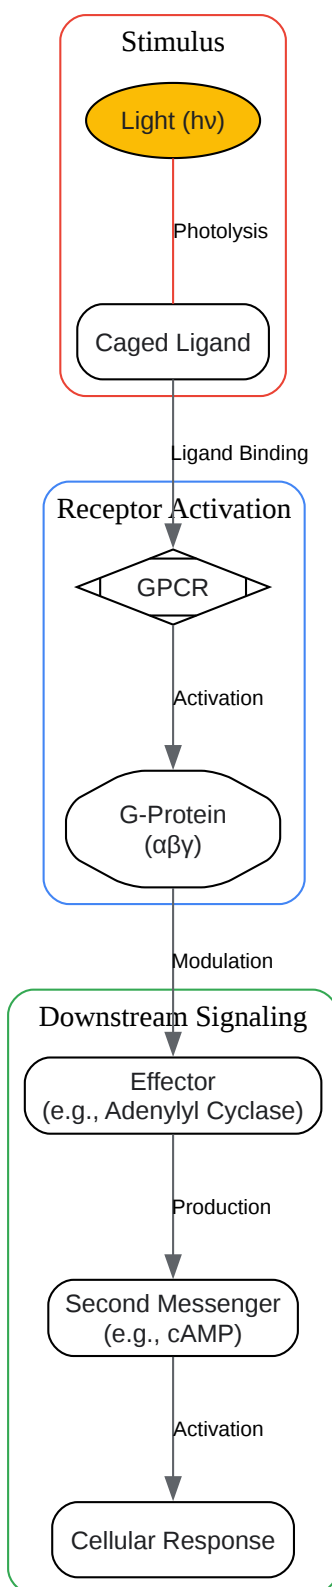 Stimulus
Light (hν)
Photolysis
Caged Ligand
Ligand Binding
Receptor Activation
GPCR
Activation
G-Protein
(αβγ)
Modulation
Downstream Signaling
Effector
(e.g., Adenylyl Cyclase)
Production
Second Messenger
(e.g., cAMP)
Activation
Cellular Response